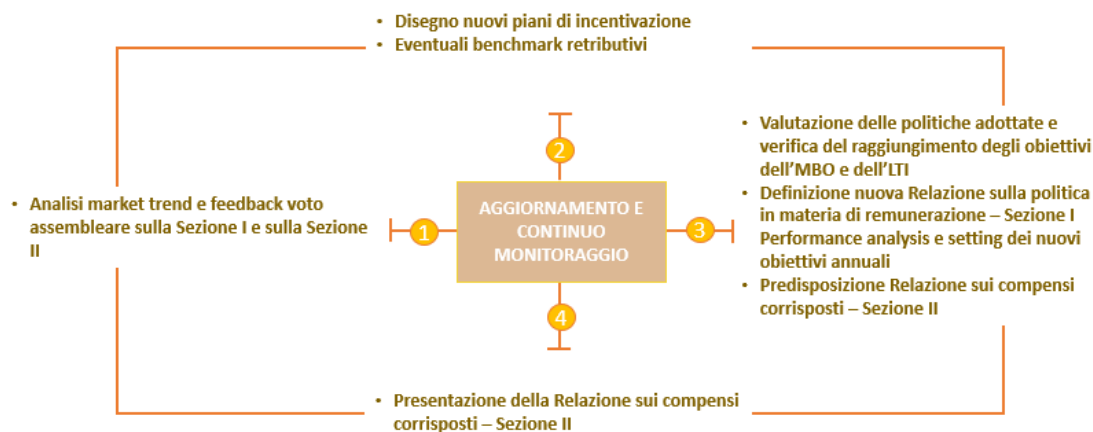 • Disegno nuovi piani di incentivazione
• Eventuali benchmark retributivi
• Analisi market trend e feedback voto
assembleare sulla Sezione I e sulla Sezione
II
1
2
AGGIORNAMENTO E
CONTINUO
MONITORAGGIO
3
4
• Valutazione delle politiche adottate e
verifica del raggiungimento degli obiettivi
dell’MBO e dell’LTI
• Definizione nuova Relazione sulla politica
in materia di remunerazione – Sezione I
Performance analysis e setting dei nuovi
obiettivi annuali
• Predisposizione Relazione sui compensi
corrisposti – Sezione II
• Presentazione della Relazione sui compensi
corrisposti – Sezione II